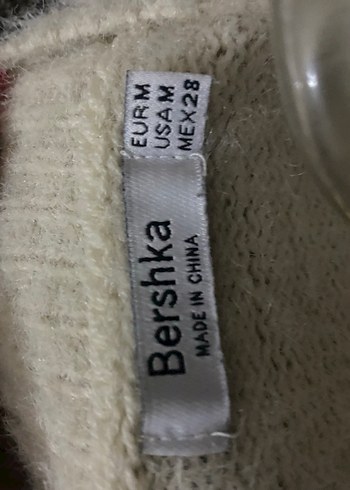 EUR M
USA M
MEX 28
Bershka
MADE IN CHINA